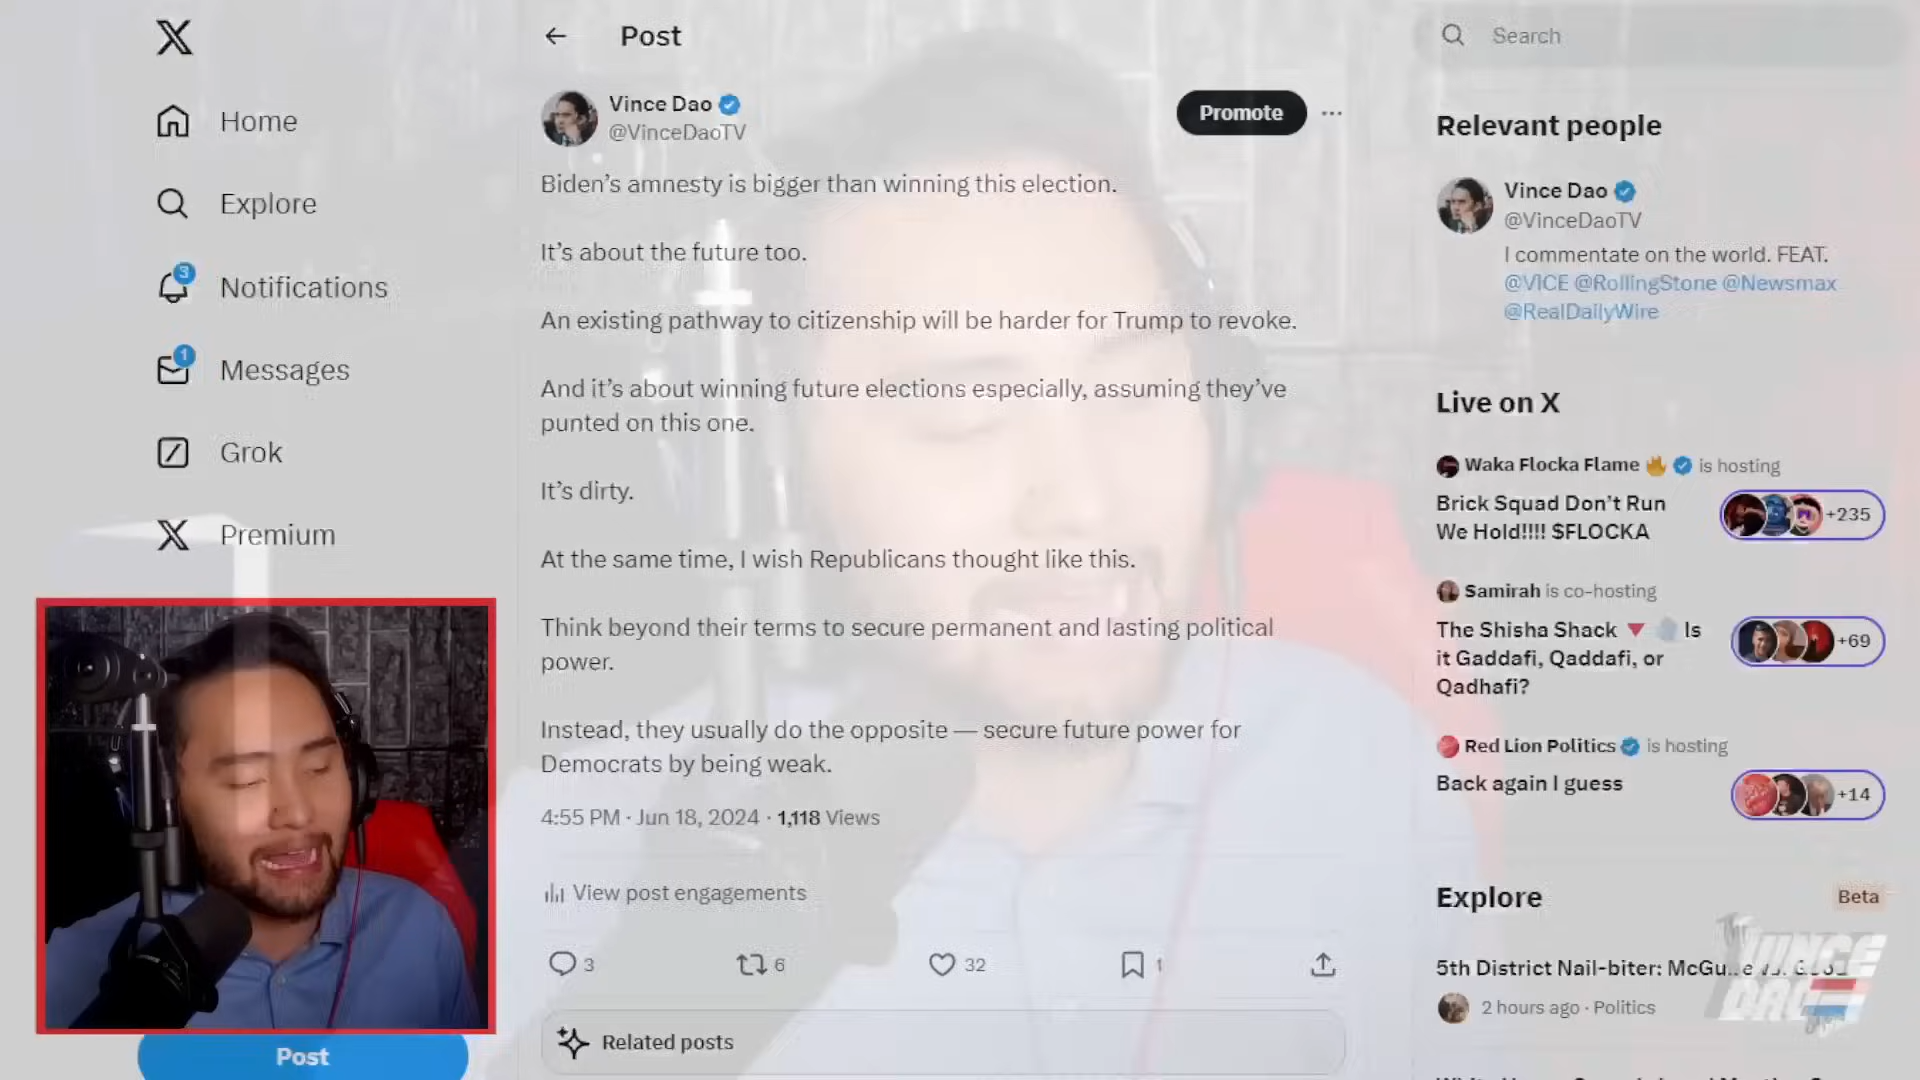 Home
Explore
3
Notifications
1
Messages
Grok
Premium
Post
Post
Vince Dao
@VinceDaoTV
Promote
Biden's amnesty is bigger than winning this election.
It's about the future too.
An existing pathway to citizenship will be harder for Trump to revoke.
And it's about winning future elections especially, assuming they've
punted on this one.
It's dirty.
At the same time, I wish Republicans thought like this.
Think beyond their terms to secure permanent and lasting political
power.
Instead, they usually do the opposite — secure future power for
Democrats by being weak.
4:55 PM · Jun 18, 2024 · 1,118 Views
View post engagements
3 6 32 1
Related posts
Search
Relevant people
Vince Dao
@VinceDaoTV
I commentate on the world. FEAT.
@VICE @RollingStone @Newsmax
@RealDailyWire
Live on X
Waka Flocka Flame 🔥 is hosting
Brick Squad Don't Run
We Hold!!!! $FLOCKA
+235
Samirah is co-hosting
The Shisha Shack 🔻 Is
it Gaddafi, Qaddafi, or
Qadhafi?
+69
Red Lion Politics is hosting
Back again I guess
+14
Explore
Beta
5th District Nail-biter: vs.
2 hours ago · Politics
VINCE
DAO